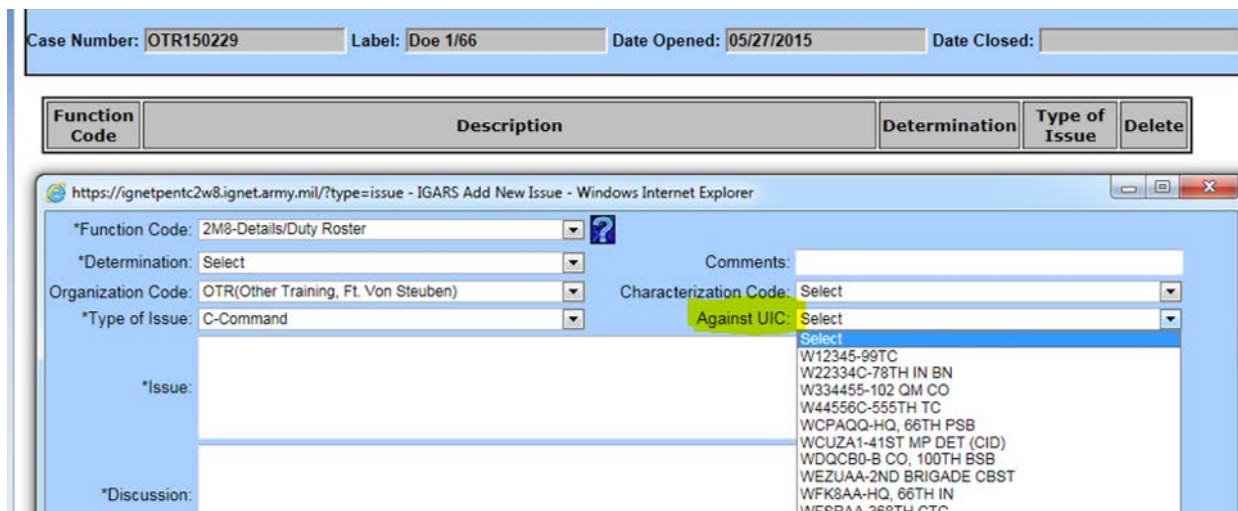 Case Number: OTR150229 Label: Doe 1/66 Date Opened: 05/27/2015 Date Closed:
Function Code Description Determination Type of Issue Delete
https://ignetpentc2w8.ignet.army.mil/?type=issue - IGARS Add New Issue - Windows Internet Explorer
*Function Code: 2M8-Details/Duty Roster ?
*Determination: Select Comments:
Organization Code: OTR(Other Training, Ft. Von Steuben) Characterization Code: Select
*Type of Issue: C-Command Against UIC: Select
Select
W12345-99TC
W22334C-78TH IN BN
W334455-102 QM CO
*Issue:
W44556C-555TH TC
WCPAQQ-HQ, 66TH PSB
WCUZA1-41ST MP DET (CID)
WDQCB0-B CO, 100TH BSB
WEZUAA-2ND BRIGADE CBST
*Discussion: WFK8AA-HQ, 66TH IN